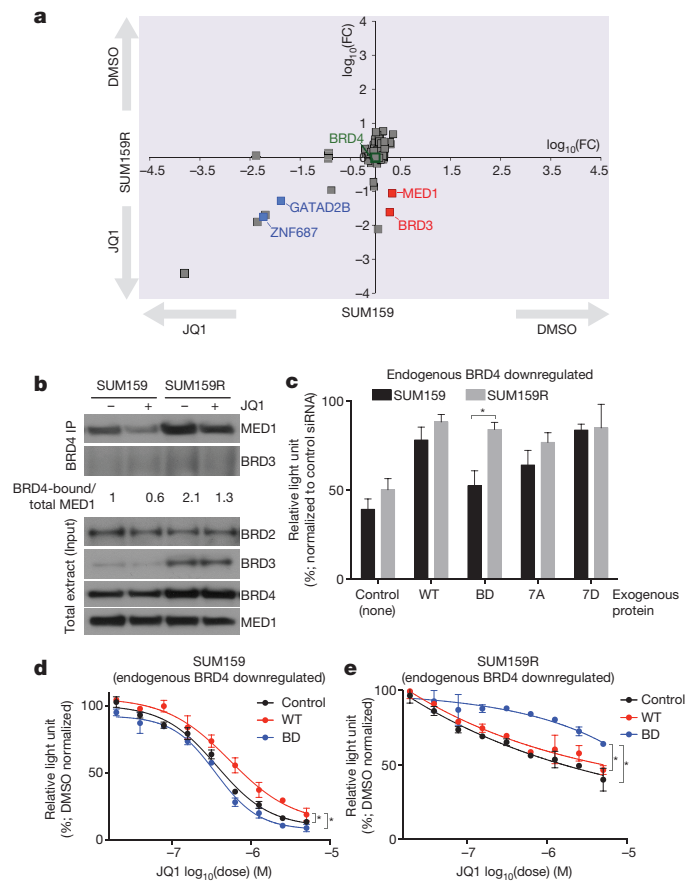 a
DMSO
SUM159R
JQ1
log10(FC)
4
3
2
1
0
−1
−2
−3
−4
log10(FC)
−4.5 −3.5 −2.5 −1.5 −0.5 0.5 1.5 2.5 3.5 4.5
BRD4
MED1
BRD3
GATAD2B
ZNF687
SUM159
JQ1
DMSO
b
SUM159 SUM159R
− + − + JQ1
BRD4 IP
MED1
BRD3
BRD4-bound/
total MED1
1 0.6 2.1 1.3
Total extract (Input)
BRD2
BRD3
BRD4
MED1
c
Endogenous BRD4 downregulated
SUM159 SUM159R
Relative light unit
(%; normalized to control siRNA)
100
50
0
*
Control
(none)
WT BD 7A 7D
Exogenous
protein
d
SUM159
(endogenous BRD4 downregulated)
Relative light unit
(%; DMSO normalized)
100
50
0
Control
WT
BD
* *
−7 −6 −5
JQ1 log10(dose) (M)
e
SUM159R
(endogenous BRD4 downregulated)
Relative light unit
(%; DMSO normalized)
100
50
0
Control
WT
BD
* *
−7 −6 −5
JQ1 log10(dose) (M)